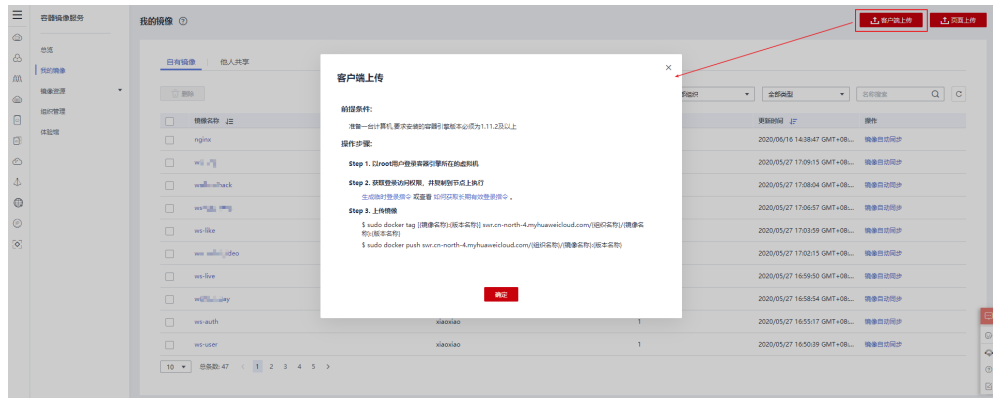 容器镜像服务
总览
我的镜像
镜像资源
组织管理
体验馆
我的镜像
客户端上传
页面上传
自有镜像
他人共享
删除
全部类型
名称搜索
镜像名称
更新时间
操作
nginx
2020/06/16 14:38:47 GMT+08:...
镜像自动同步
2020/05/27 17:09:15 GMT+08:...
镜像自动同步
2020/05/27 17:08:04 GMT+08:...
镜像自动同步
2020/05/27 17:06:57 GMT+08:...
镜像自动同步
ws-like
2020/05/27 17:03:59 GMT+08:...
镜像自动同步
2020/05/27 17:02:15 GMT+08:...
镜像自动同步
ws-live
2020/05/27 16:59:50 GMT+08:...
镜像自动同步
2020/05/27 16:58:54 GMT+08:...
镜像自动同步
ws-auth
xiaoxiao
1
2020/05/27 16:55:17 GMT+08:...
镜像自动同步
ws-user
xiaoxiao
1
2020/05/27 16:50:39 GMT+08:...
镜像自动同步
10
总条数: 47
1
2
3
4
5
客户端上传
前提条件:
准备一台计算机,要求安装的容器引擎版本必须为1.11.2及以上
操作步骤:
Step 1. 以root用户登录容器引擎所在的虚拟机
Step 2. 获取登录访问权限，并复制到节点上执行
生成临时登录指令 或查看 如何获取长期有效登录指令 。
Step 3. 上传镜像
$ sudo docker tag [{镜像名称}:{版本名称}] swr.cn-north-4.myhuaweicloud.com/{组织名称}/{镜像名
称}:{版本名称}
$ sudo docker push swr.cn-north-4.myhuaweicloud.com/{组织名称}/{镜像名称}:{版本名称}
确定